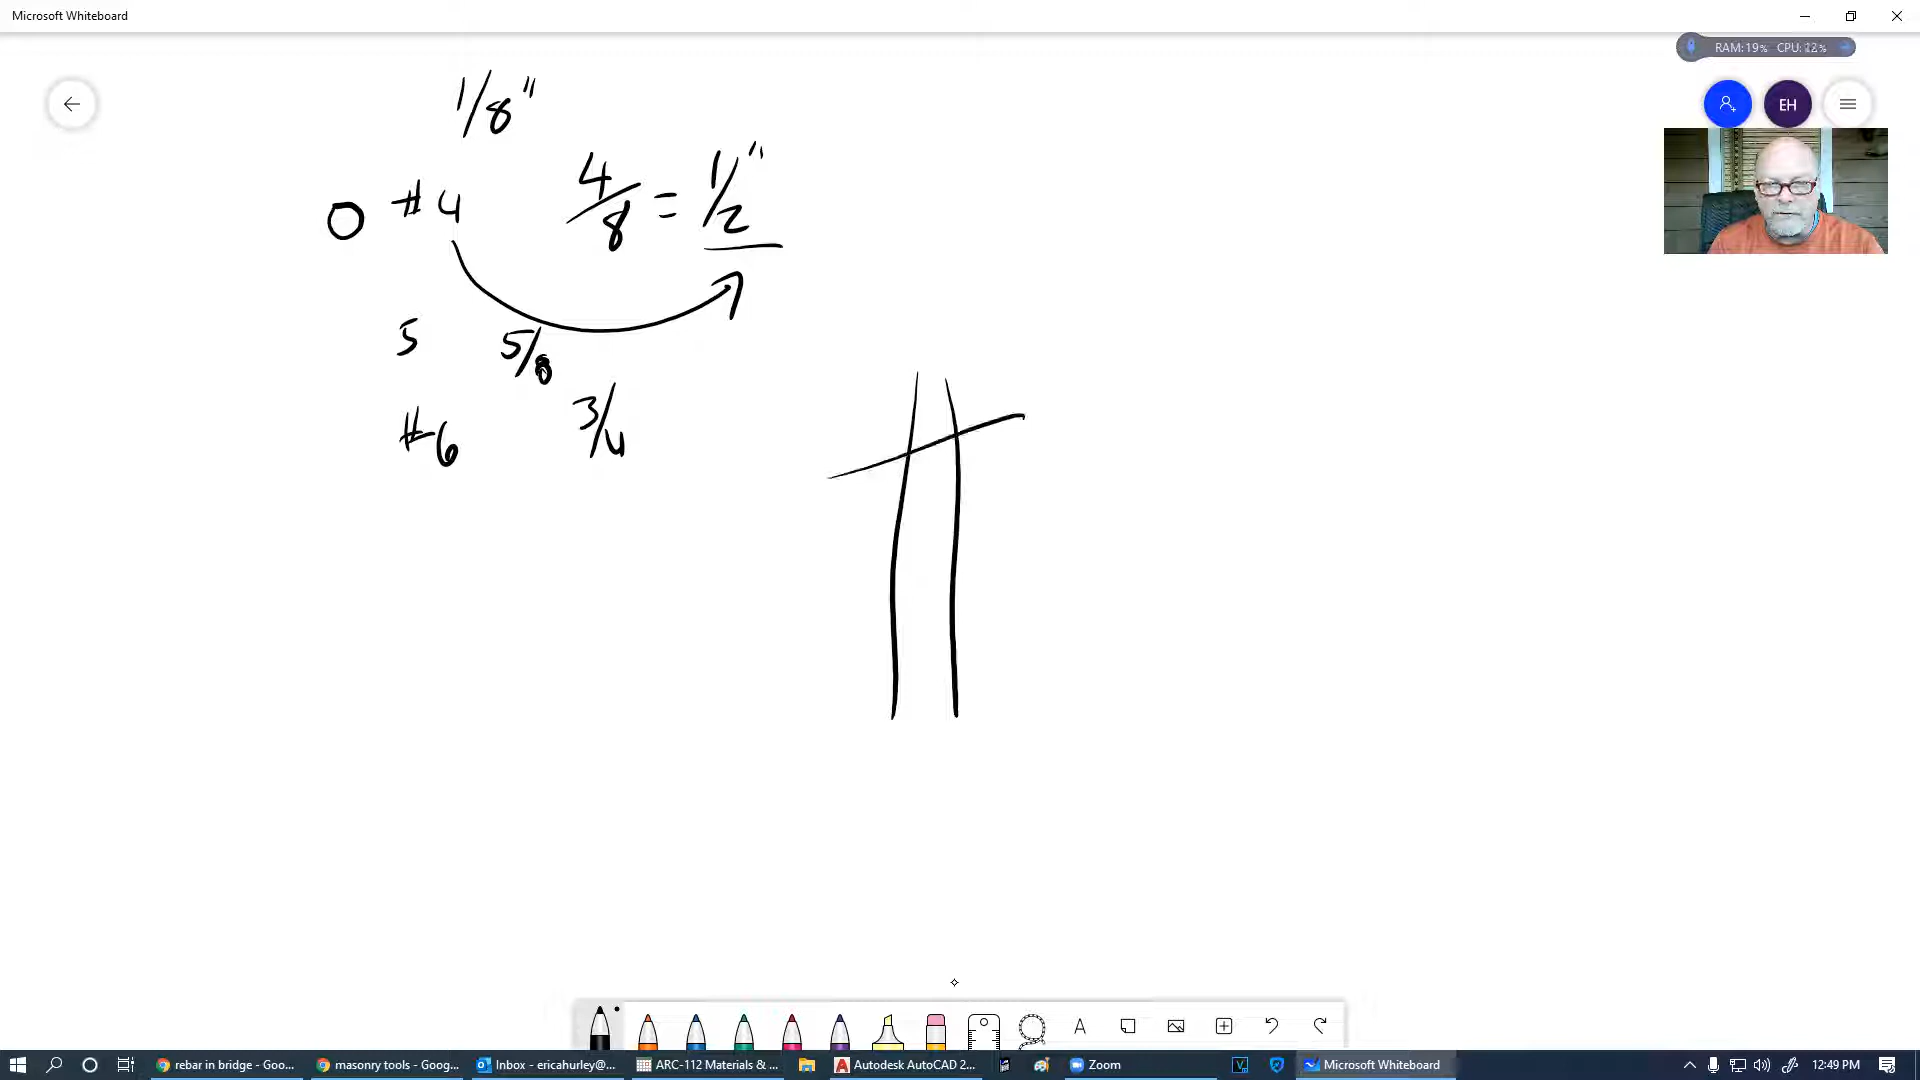 Microsoft Whiteboard
RAM:19% CPU:12%
EH
1/8"
O #4 4/8 = 1/2"
5 5/8
#6 3/4
A
rebar in bridge - Goo...
masonry tools - Goog...
Inbox - ericahurley@...
ARC-112 Materials & ...
Autodesk AutoCAD 2...
Zoom
Microsoft Whiteboard
12:49 PM